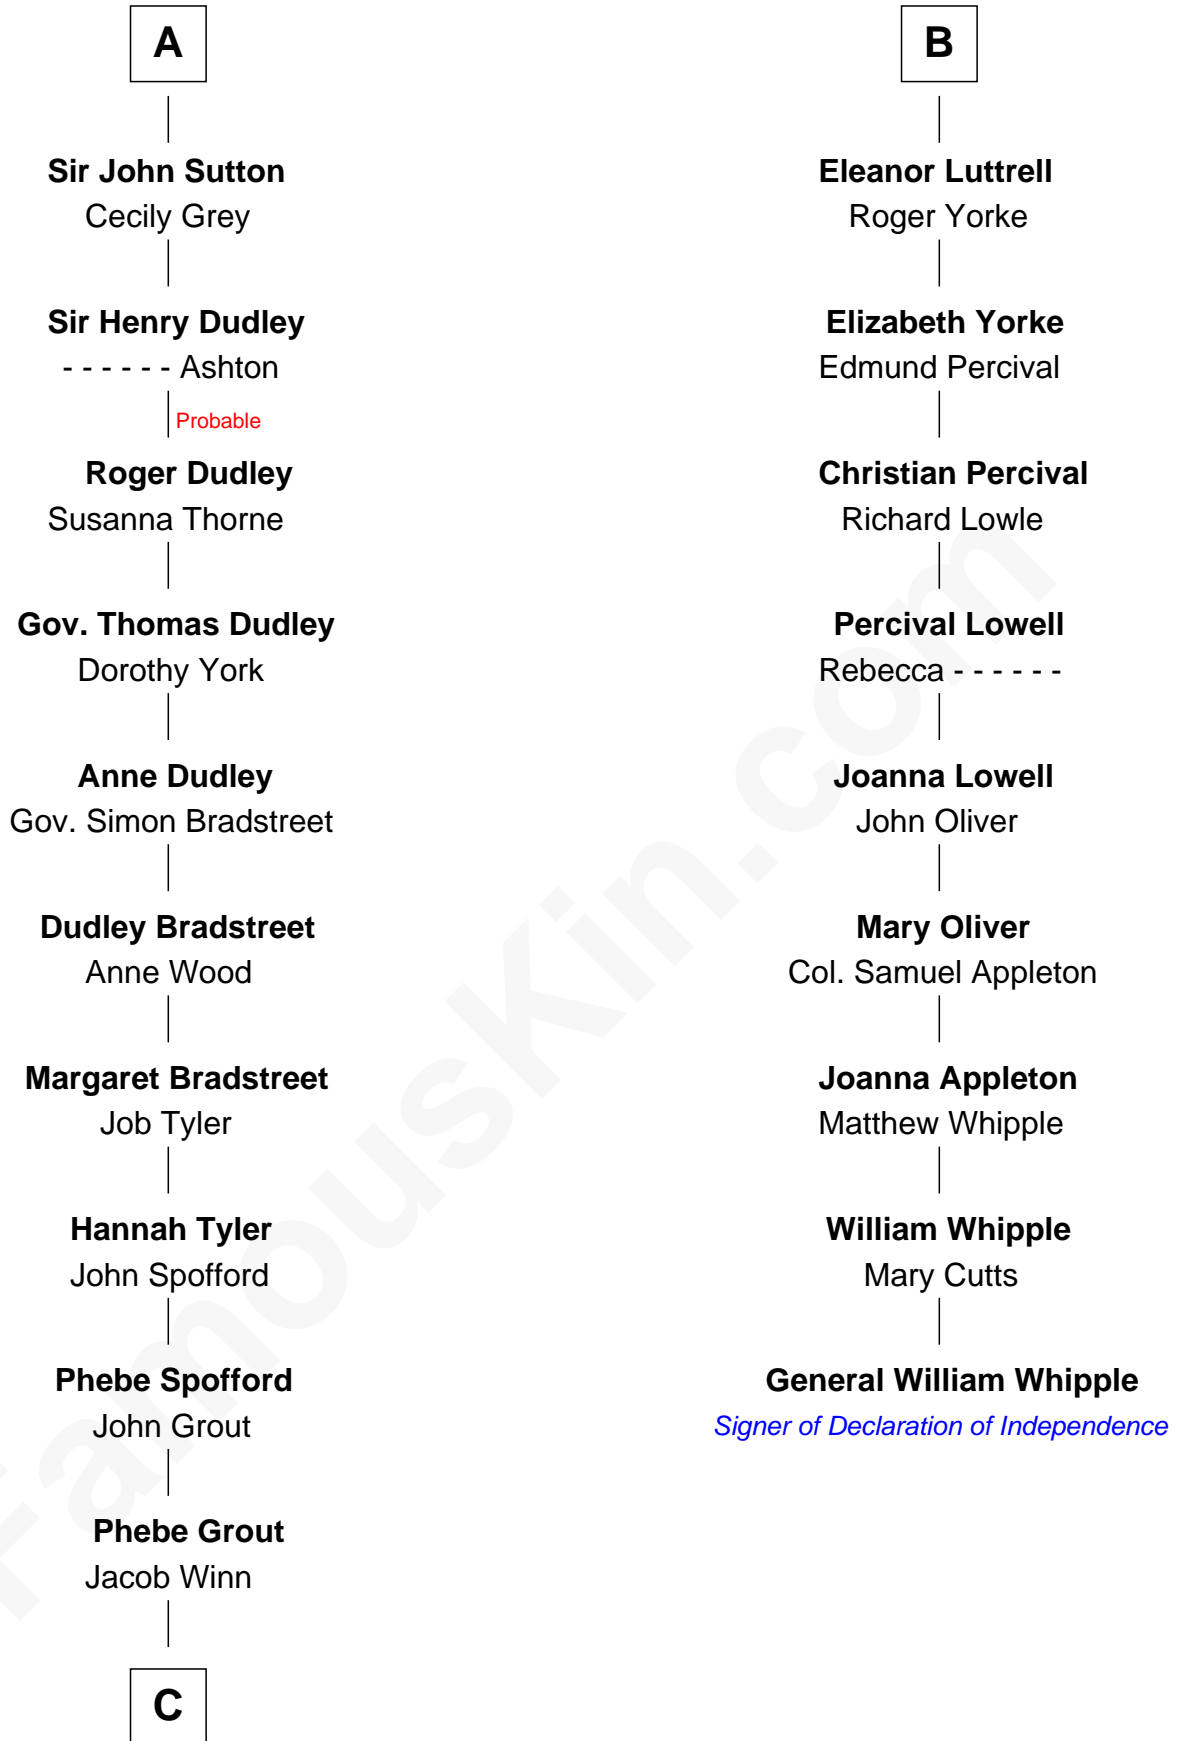 A
Sir John Sutton
Cecily Grey
Sir Henry Dudley
- - - - - - Ashton
Probable
Roger Dudley
Susanna Thorne
Gov. Thomas Dudley
Dorothy York
Anne Dudley
Gov. Simon Bradstreet
Dudley Bradstreet
Anne Wood
Margaret Bradstreet
Job Tyler
Hannah Tyler
John Spofford
Phebe Spofford
John Grout
Phebe Grout
Jacob Winn
C
B
Eleanor Luttrell
Roger Yorke
Elizabeth Yorke
Edmund Percival
Christian Percival
Richard Lowle
Percival Lowell
Rebecca - - - - - -
Joanna Lowell
John Oliver
Mary Oliver
Col. Samuel Appleton
Joanna Appleton
Matthew Whipple
William Whipple
Mary Cutts
General William Whipple
Signer of Declaration of Independence
FamousKin.com